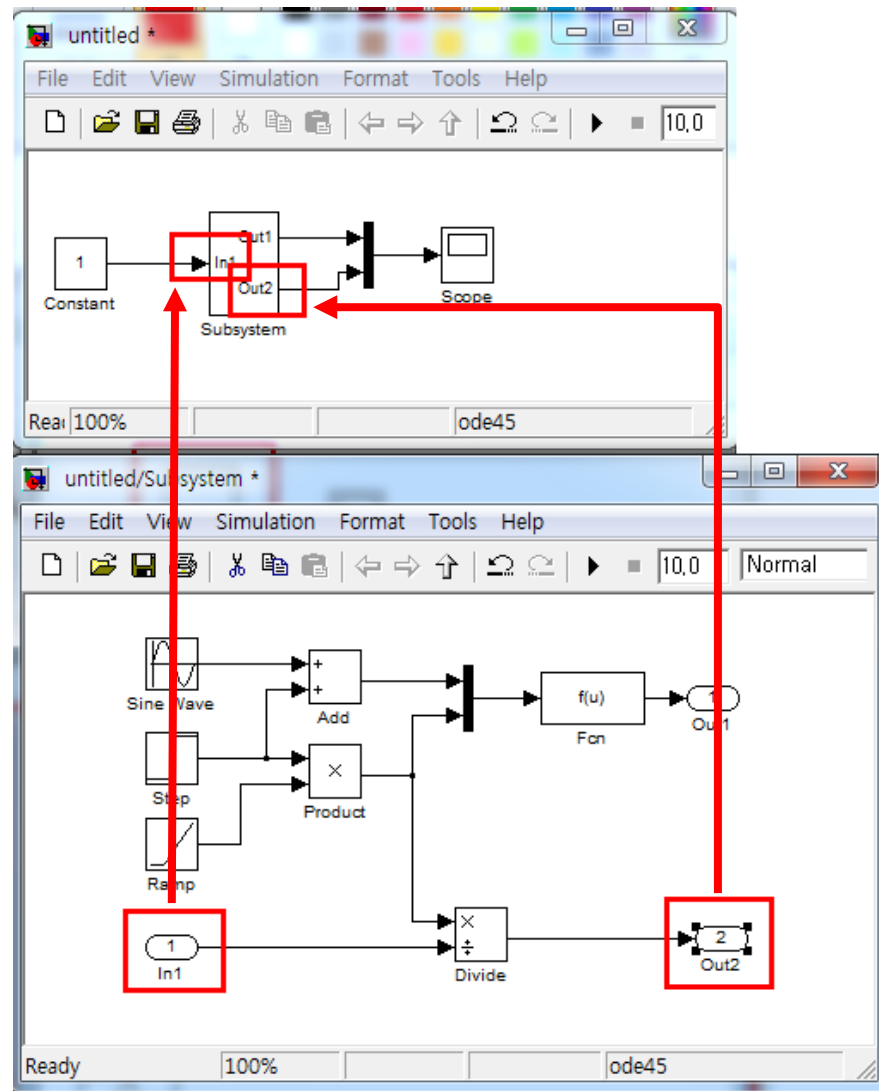 untitled *
File Edit View Simulation Format Tools Help
10,0
1
Constant
Out1
In1
Out2
Subsystem
Scope
100%
ode45
untitled/Subsystem *
File Edit View Simulation Format Tools Help
10,0 Normal
Sine Wave
+
+
Add
f(u)
Fcn
1
Out1
Step
×
Product
Ramp
1
In1
×
÷
Divide
2
Out2
Ready 100% ode45